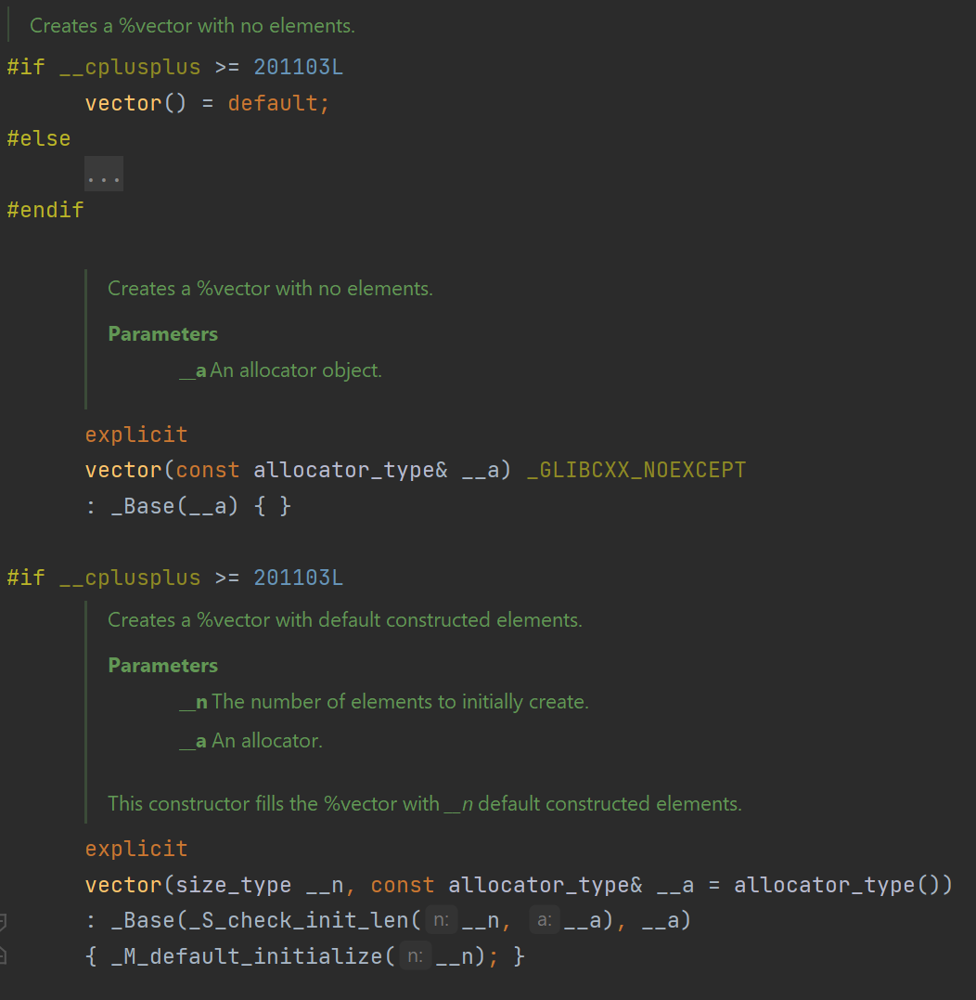 Creates a %vector with no elements.
#if __cplusplus >= 201103L
vector() = default;
#else
...
#endif
Creates a %vector with no elements.
Parameters
__a An allocator object.
explicit
vector(const allocator_type& __a) _GLIBCXX_NOEXCEPT
: _Base(__a) { }
#if __cplusplus >= 201103L
Creates a %vector with default constructed elements.
Parameters
__n The number of elements to initially create.
__a An allocator.
This constructor fills the %vector with __n default constructed elements.
explicit
vector(size_type __n, const allocator_type& __a = allocator_type())
: _Base(_S_check_init_len( n: __n, a: __a), __a)
{ _M_default_initialize( n: __n); }